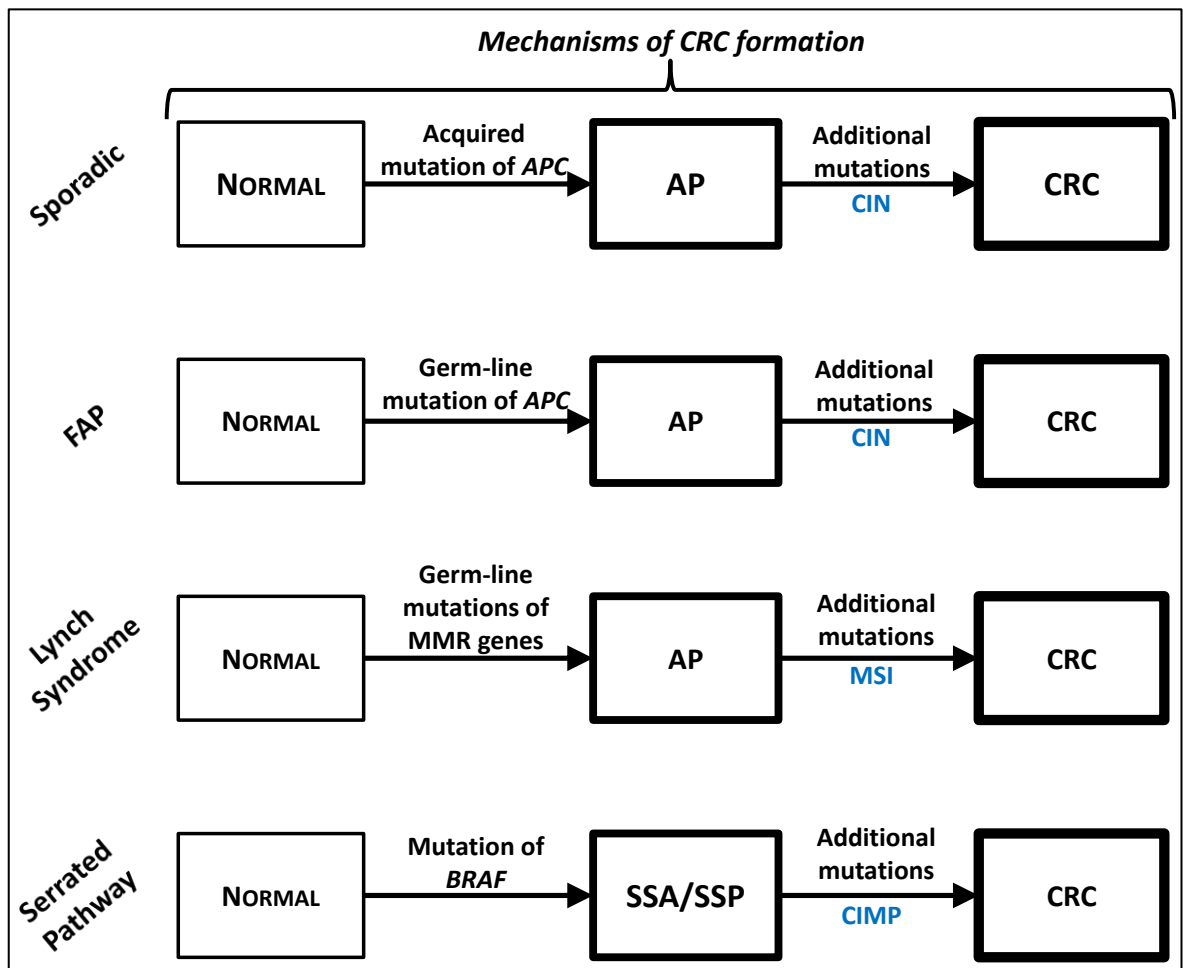 Mechanisms of CRC formation
Sporadic
NORMAL
Acquired
mutation of APC
AP
Additional
mutations
CIN
CRC
FAP
NORMAL
Germ-line
mutation of APC
AP
Additional
mutations
CIN
CRC
Lynch
Syndrome
NORMAL
Germ-line
mutations of
MMR genes
AP
Additional
mutations
MSI
CRC
Serrated
Pathway
NORMAL
Mutation of
BRAF
SSA/SSP
Additional
mutations
CIMP
CRC